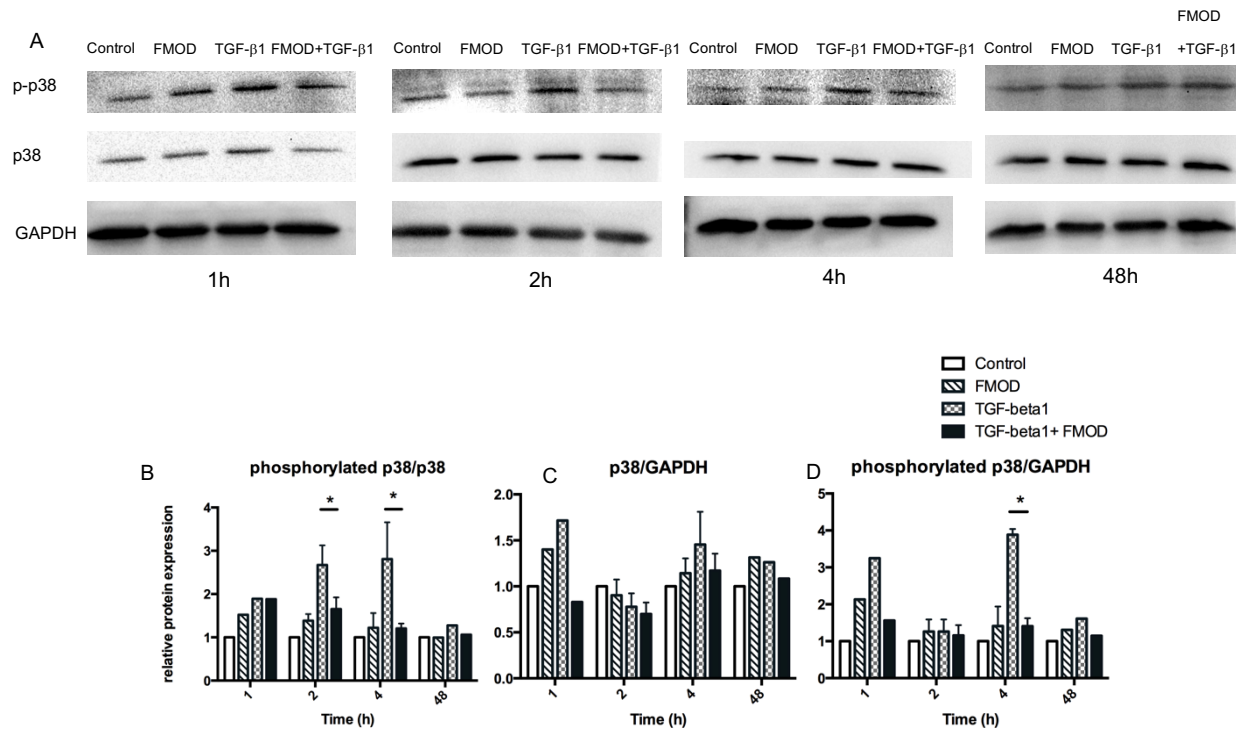 FMOD
A
Control FMOD TGF-β1 FMOD+TGF-β1 Control FMOD TGF-β1 FMOD+TGF-β1 Control FMOD TGF-β1 FMOD+TGF-β1 Control FMOD TGF-β1 +TGF-β1
p-p38
p38
GAPDH
1h 2h 4h 48h
Control
FMOD
TGF-beta1
TGF-beta1+ FMOD
B phosphorylated p38/p38
relative protein expression
4
3
2
1
0
* *
1 2 4 48
Time (h)
C p38/GAPDH
2.0
1.5
1.0
0.5
0.0
1 2 4 48
Time (h)
D phosphorylated p38/GAPDH
5
4
3
2
1
0
*
1 2 4 48
Time (h)